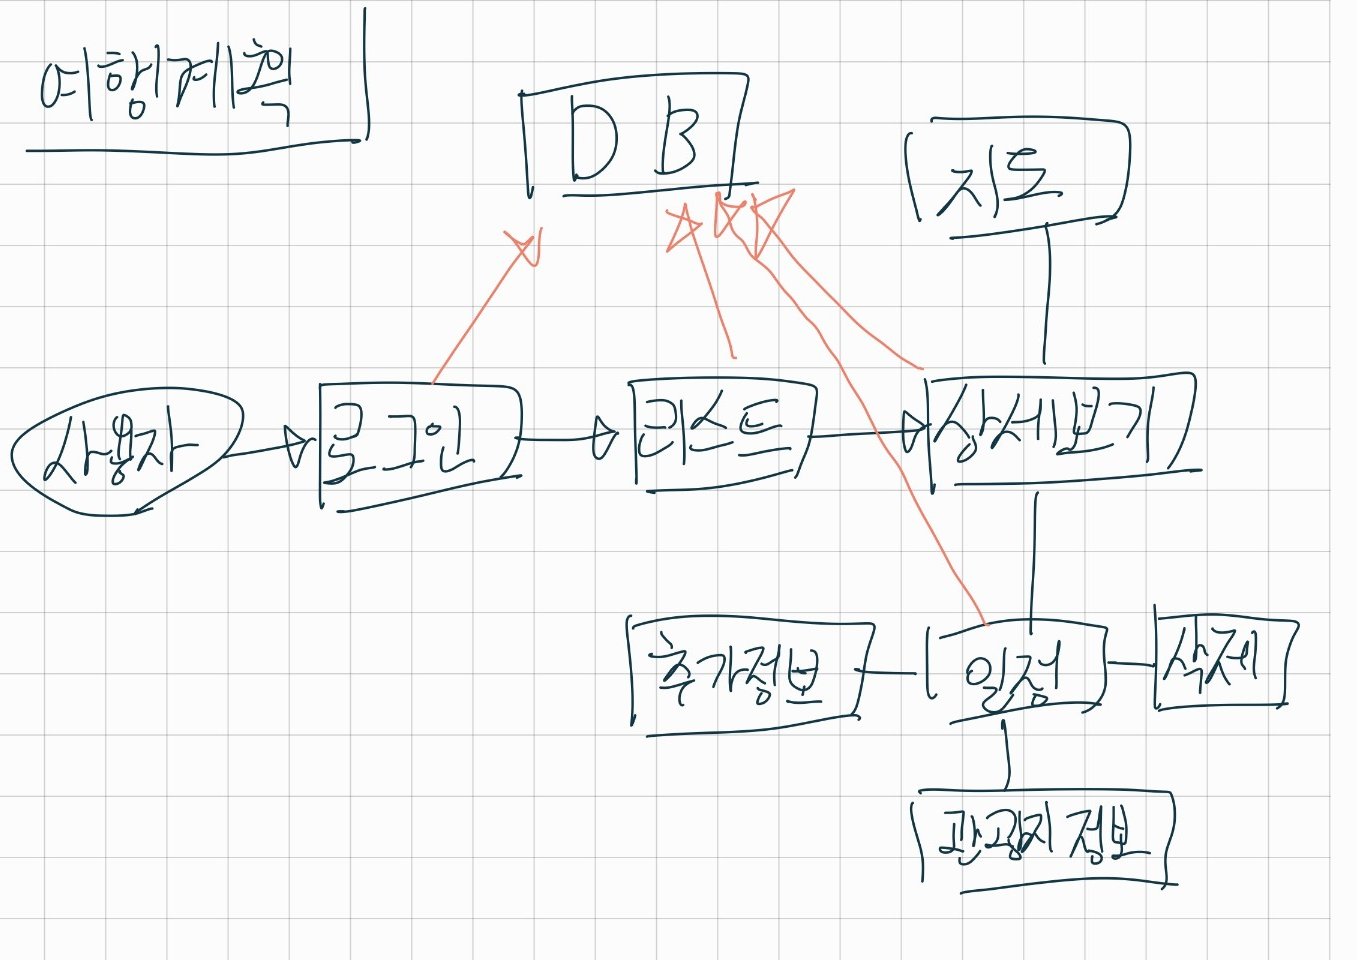 여행계획
DB
지도
사용자
로그인
리스트
상세보기
추가정보
일정
삭제
관광지 정보